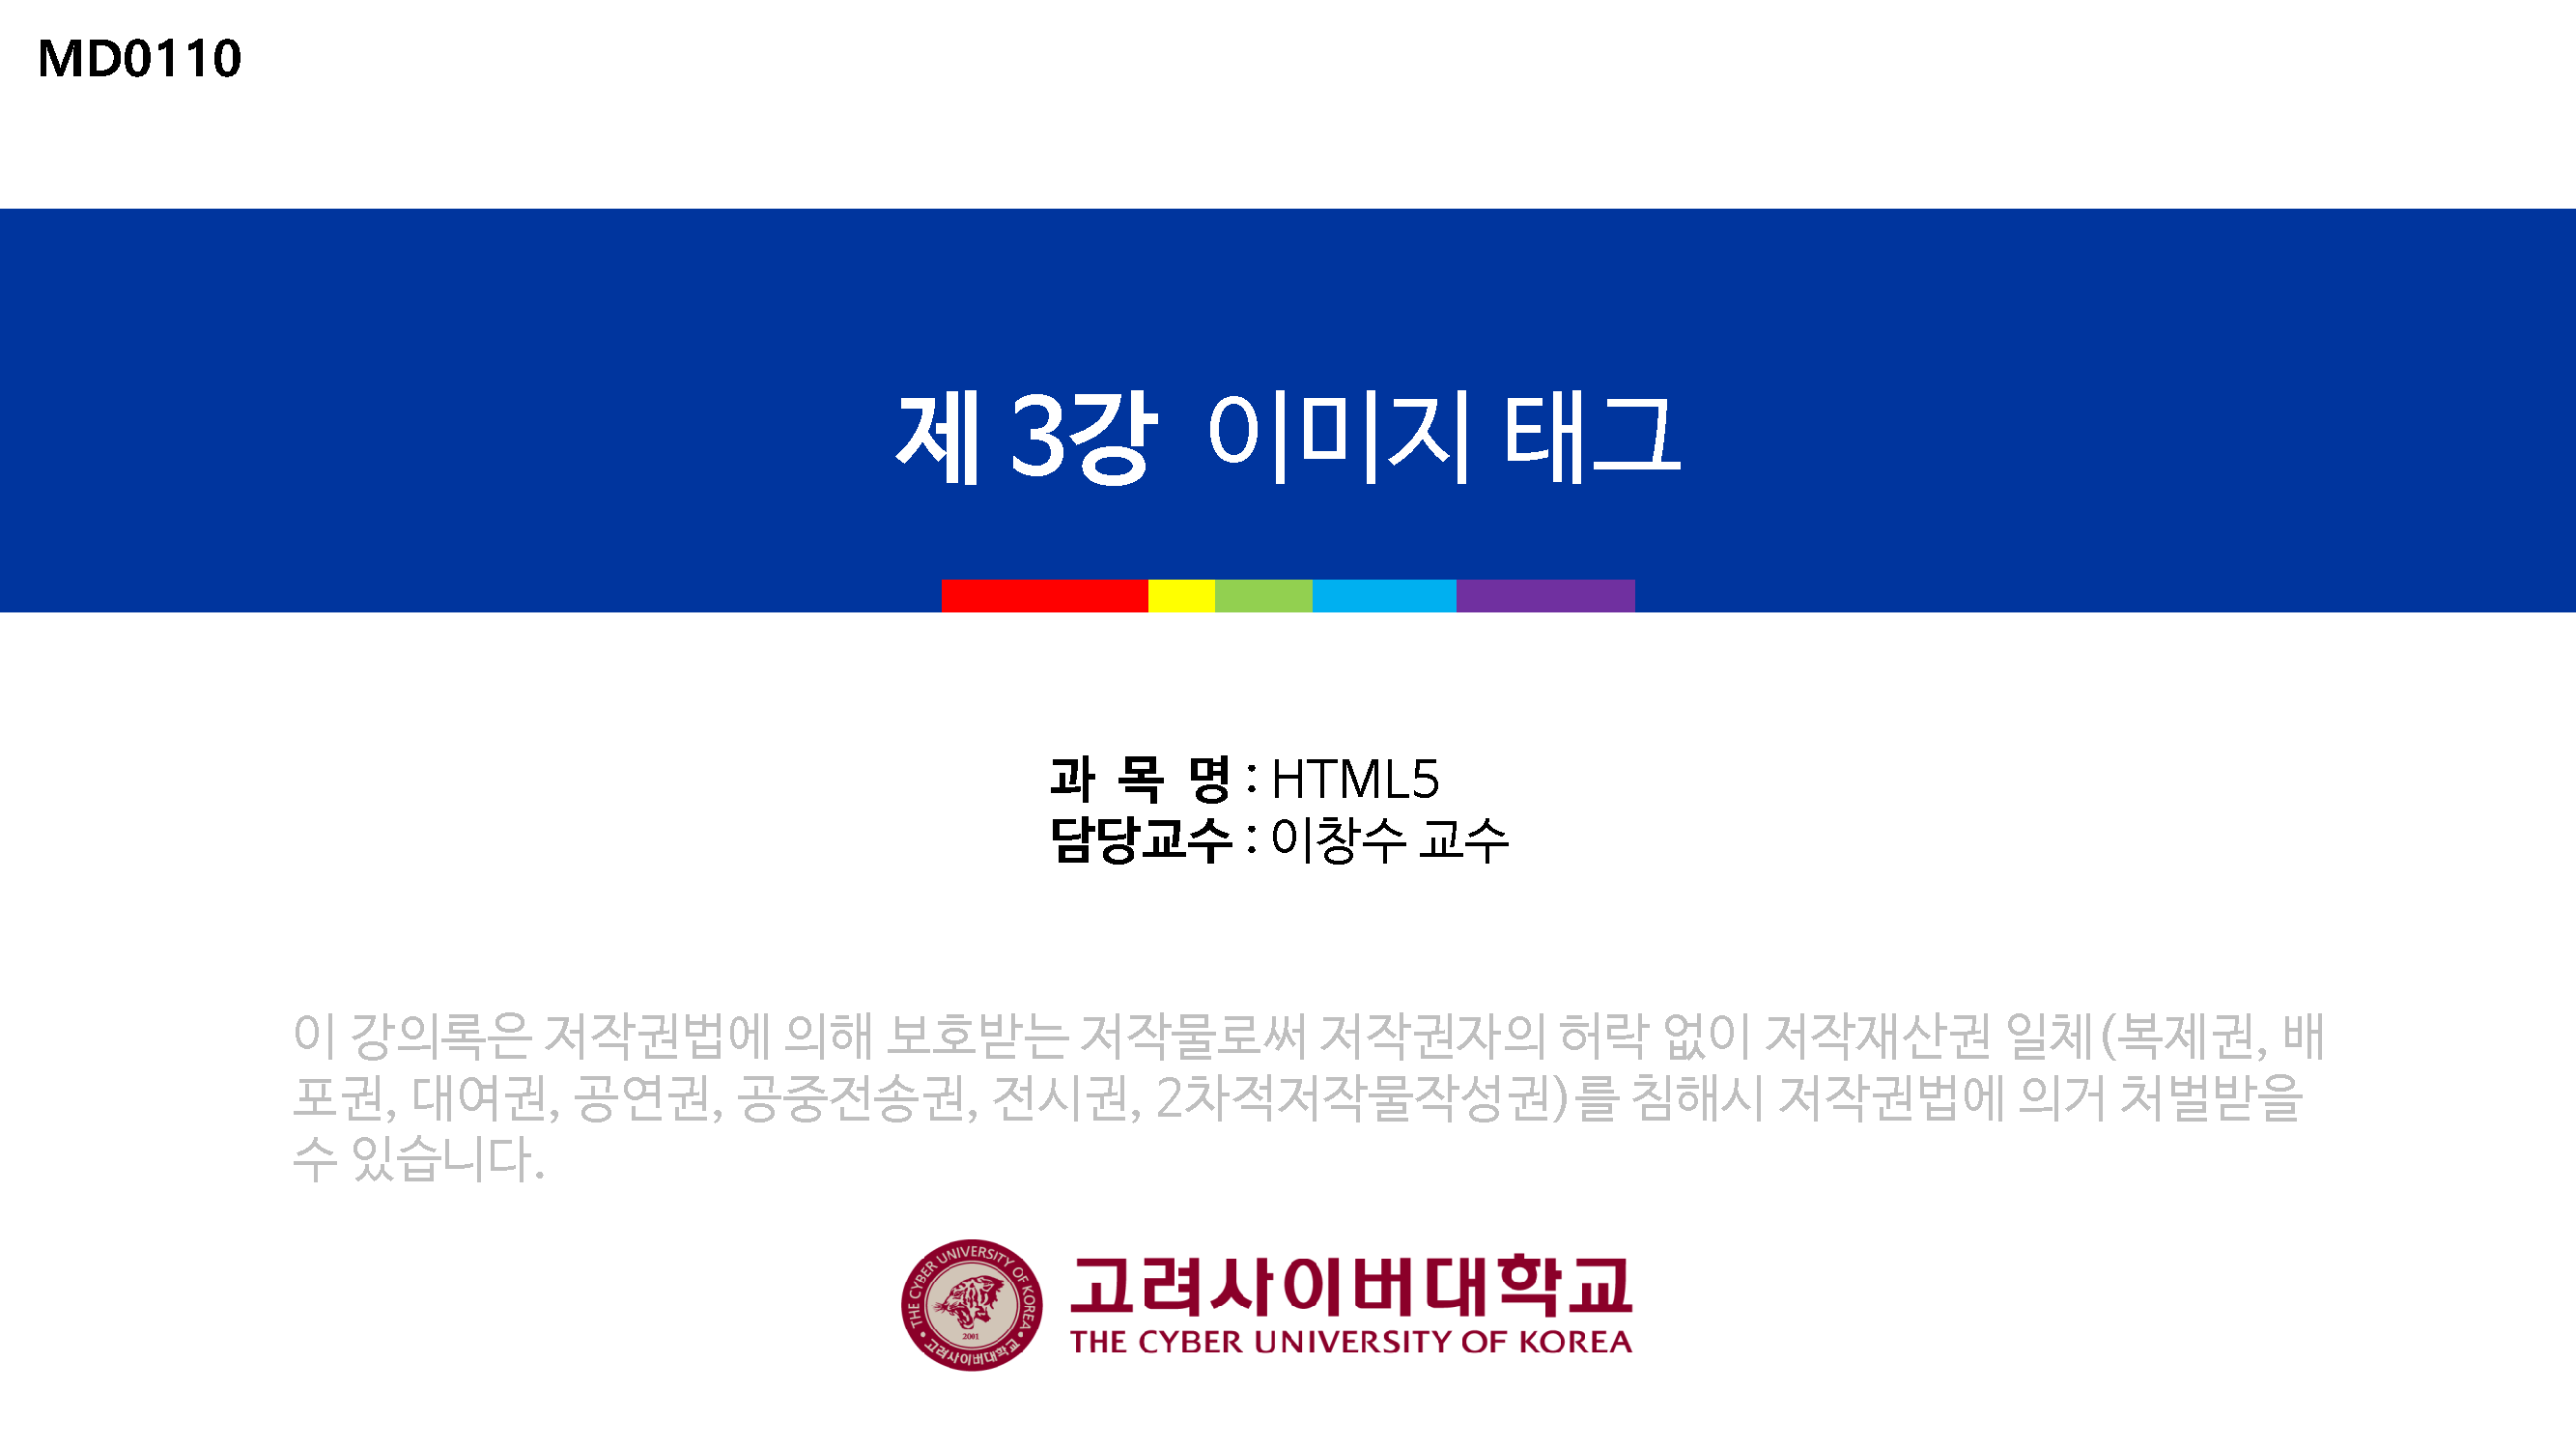 MD0110
제 3강 이미지 태그
과 목 명 : HTML5
담당교수 : 이창수 교수
이 강의록은 저작권법에 의해 보호받는 저작물로써 저작권자의 허락 없이 저작재산권 일체(복제권, 배
포권, 대여권, 공연권, 공중전송권, 전시권, 2차적저작물작성권)를 침해시 저작권법에 의거 처벌받을
수 있습니다.
THE CYBER UNIVERSITY OF KOREA
2001
고려사이버대학교
고려사이버대학교
THE CYBER UNIVERSITY OF KOREA